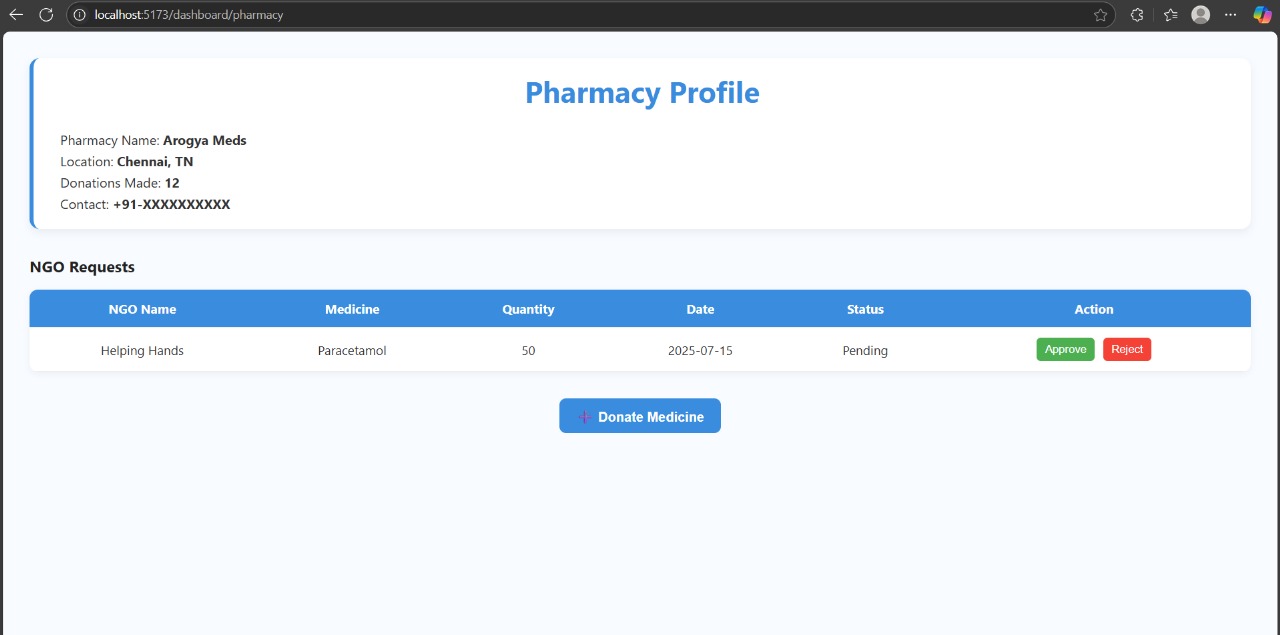 localhost:5173/dashboard/pharmacy
Pharmacy Profile
Pharmacy Name: Arogya Meds
Location: Chennai, TN
Donations Made: 12
Contact: +91-XXXXXXXXXX
NGO Requests
NGO Name Medicine Quantity Date Status Action
Helping Hands Paracetamol 50 2025-07-15 Pending Approve Reject
Donate Medicine